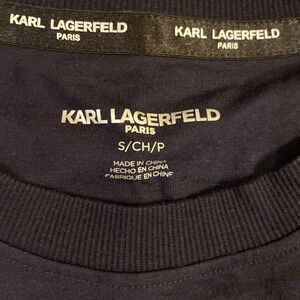 KARL LAGERFELD
PARIS
KARL LAGERFELD
PARIS
KARL LAGERFELD
PARIS
S/CH/P
MADE IN CHINA
HECHO EN CHINA
FABRIQUE EN CHINE